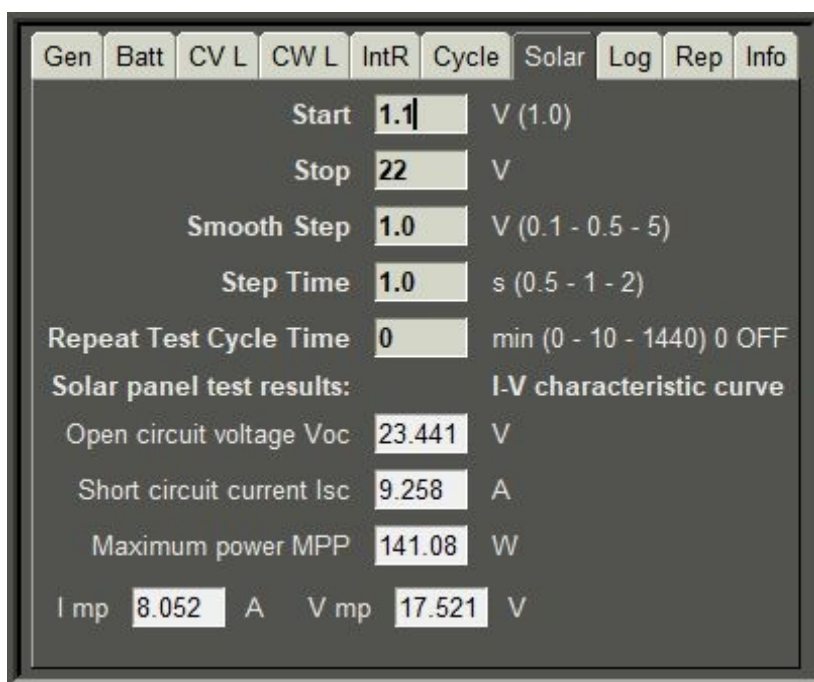 Gen Batt CV L CW L IntR Cycle Solar Log Rep Info
Start 1.1 V (1.0)
Stop 22 V
Smooth Step 1.0 V (0.1 - 0.5 - 5)
Step Time 1.0 s (0.5 - 1 - 2)
Repeat Test Cycle Time 0 min (0 - 10 - 1440) 0 OFF
Solar panel test results: I-V characteristic curve
Open circuit voltage Voc 23.441 V
Short circuit current Isc 9.258 A
Maximum power MPP 141.08 W
I mp 8.052 A V mp 17.521 V